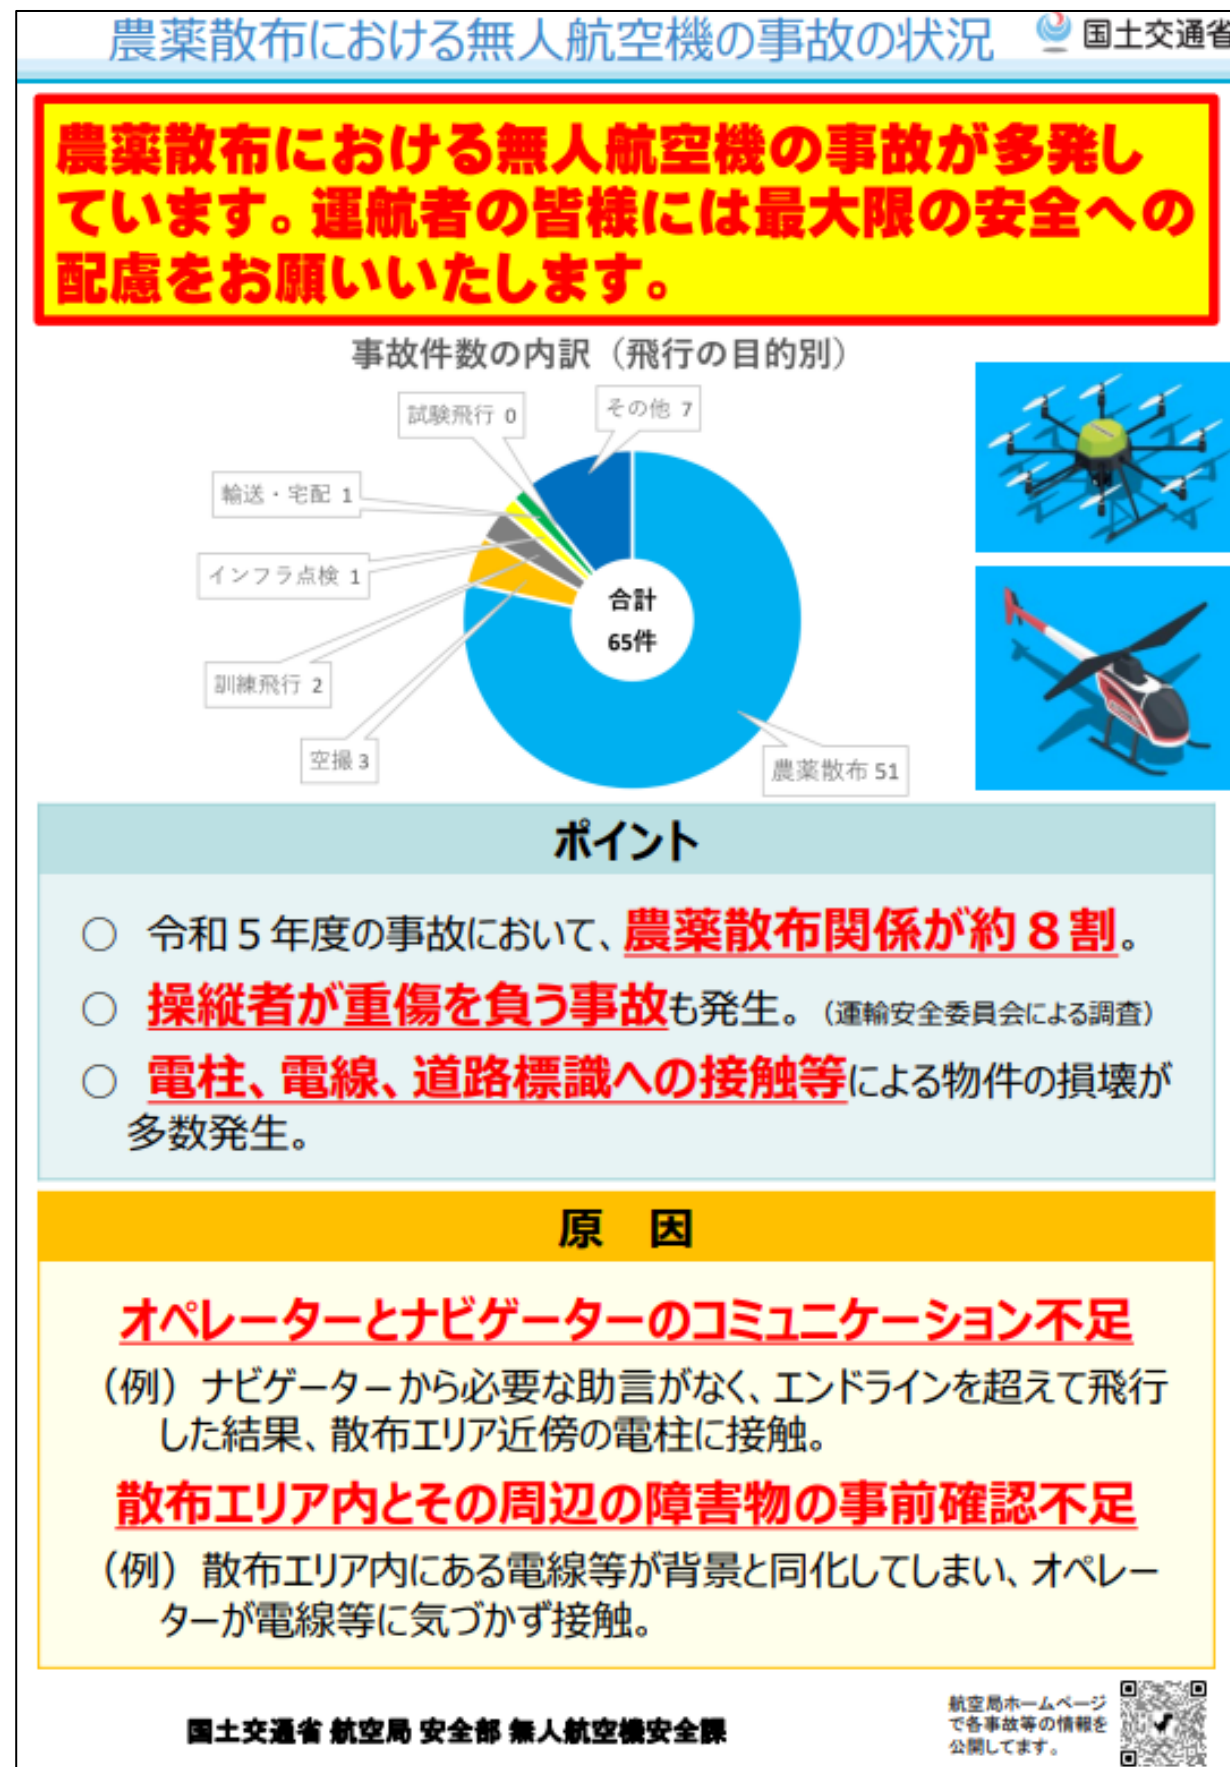 農薬散布における無人航空機の事故の状況
国土交通省
農薬散布における無人航空機の事故が多発し
ています。運航者の皆様には最大限の安全への
配慮をお願いいたします。
事故件数の内訳（飛行の目的別）
試験飛行 0
その他 7
輸送・宅配 1
インフラ点検 1
訓練飛行 2
空撮 3
合計
65件
農薬散布 51
ポイント
○ 令和５年度の事故において、農薬散布関係が約８割。
○ 操縦者が重傷を負う事故も発生。（運輸安全委員会による調査）
○ 電柱、電線、道路標識への接触等による物件の損壊が
多数発生。
原　因
オペレーターとナビゲーターのコミュニケーション不足
（例）ナビゲーターから必要な助言がなく、エンドラインを超えて飛行
した結果、散布エリア近傍の電柱に接触。
散布エリア内とその周辺の障害物の事前確認不足
（例）散布エリア内にある電線等が背景と同化してしまい、オペレー
ターが電線等に気づかず接触。
国土交通省 航空局 安全部 無人航空機安全課
航空局ホームページ
で各事故等の情報を
公開してます。